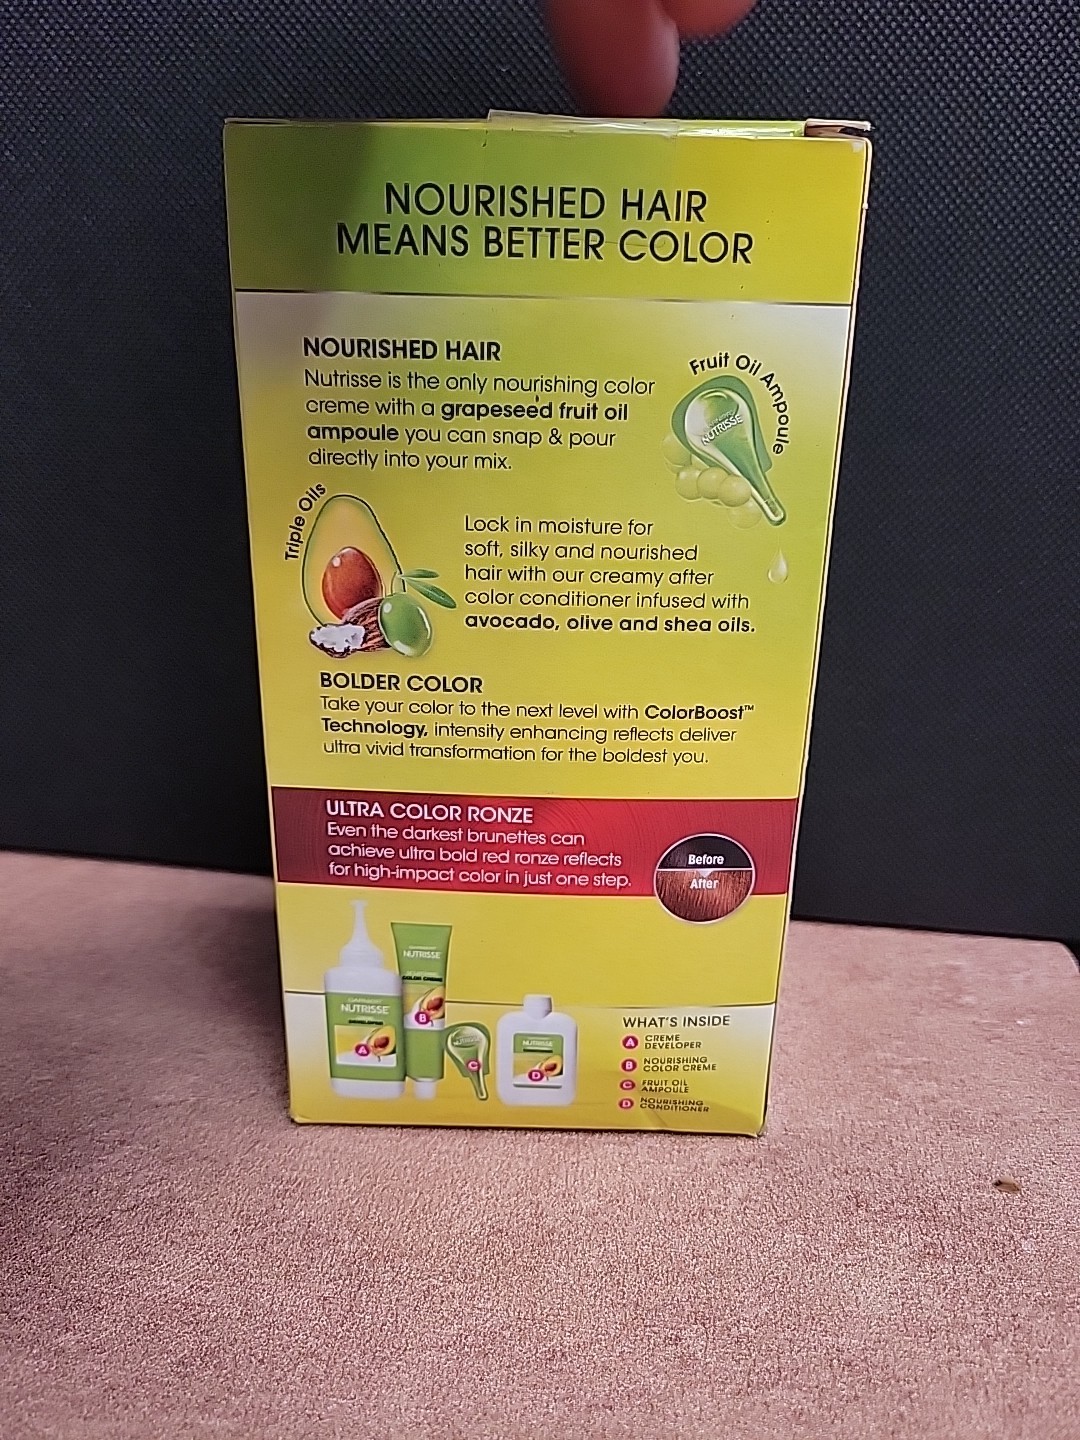 NOURISHED HAIR
MEANS BETTER COLOR
NOURISHED HAIR
Nutrisse is the only nourishing color
creme with a grapeseed fruit oil
ampoule you can snap & pour
directly into your mix.
Fruit Oil Ampoule
NUTRISSE
Triple Oils
Lock in moisture for
soft, silky and nourished
hair with our creamy after
color conditioner infused with
avocado, olive and shea oils.
BOLDER COLOR
Take your color to the next level with ColorBoost™
Technology, intensity enhancing reflects deliver
ultra vivid transformation for the boldest you.
ULTRA COLOR RONZE
Even the darkest brunettes can
achieve ultra bold red ronze reflects
for high-impact color in just one step.
Before
After
GARNIER
NUTRISSE
DEVELOPER
A
NUTRISSE
COLOR CREME
B
C
NUTRISSE
D
WHAT'S INSIDE
A CREME
DEVELOPER
B NOURISHING
COLOR CREME
C FRUIT OIL
AMPOULE
D NOURISHING
CONDITIONER